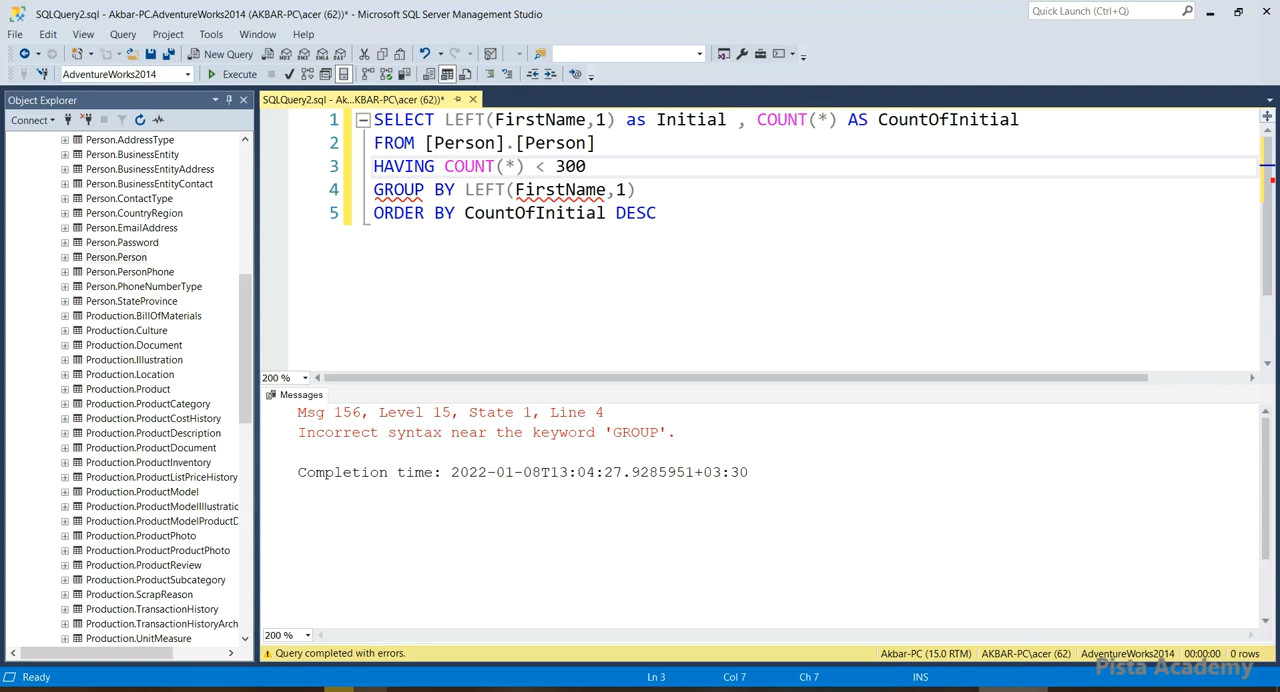 SQLQuery2.sql - Akbar-PC.AdventureWorks2014 (AKBAR-PC\acer (62))* - Microsoft SQL Server Management Studio
Quick Launch (Ctrl+Q)
File Edit View Query Project Tools Window Help
New Query
AdventureWorks2014
Execute
Object Explorer
SQLQuery2.sql - Ak...KBAR-PC\acer (62))*
Connect
Person.AddressType
Person.BusinessEntity
Person.BusinessEntityAddress
Person.BusinessEntityContact
Person.ContactType
Person.CountryRegion
Person.EmailAddress
Person.Password
Person.Person
Person.PersonPhone
Person.PhoneNumberType
Person.StateProvince
Production.BillOfMaterials
Production.Culture
Production.Document
Production.Illustration
Production.Location
Production.Product
Production.ProductCategory
Production.ProductCostHistory
Production.ProductDescription
Production.ProductDocument
Production.ProductInventory
Production.ProductListPriceHistory
Production.ProductModel
Production.ProductModelIllustratic
Production.ProductModelProductD
Production.ProductPhoto
Production.ProductProductPhoto
Production.ProductReview
Production.ProductSubcategory
Production.ScrapReason
Production.TransactionHistory
Production.TransactionHistoryArch
Production.UnitMeasure
1 SELECT LEFT(FirstName,1) as Initial , COUNT(*) AS CountOfInitial
2 FROM [Person].[Person]
3 HAVING COUNT(*) < 300
4 GROUP BY LEFT(FirstName,1)
5 ORDER BY CountOfInitial DESC
200 %
Messages
Msg 156, Level 15, State 1, Line 4
Incorrect syntax near the keyword 'GROUP'.
Completion time: 2022-01-08T13:04:27.9285951+03:30
200 %
Query completed with errors.
Akbar-PC (15.0 RTM) AKBAR-PC\acer (62) AdventureWorks2014 00:00:00 0 rows
Pista Academy
Ready
Ln 3 Col 7 Ch 7 INS